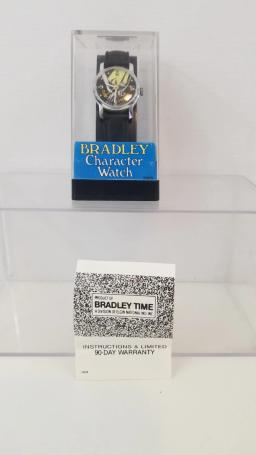 BRADLEY
Character
Watch
PRODUCT OF
BRADLEY TIME
A DIVISION OF ELGIN NATIONAL IND. INC.
INSTRUCTIONS & LIMITED
90-DAY WARRANTY